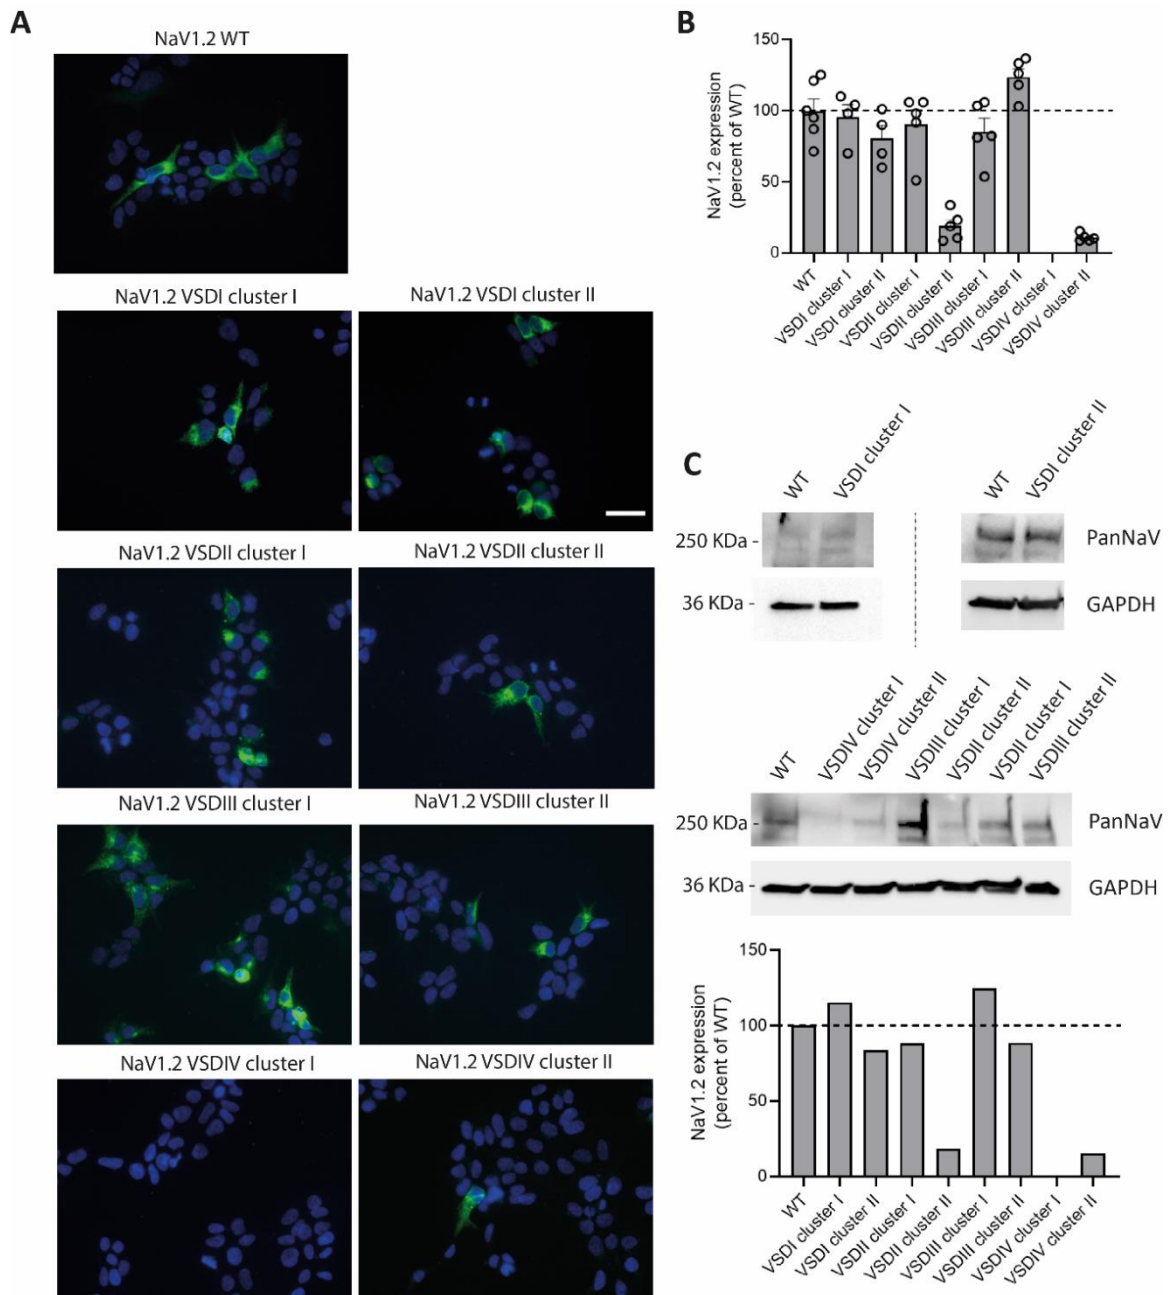 A
NaV1.2 WT
NaV1.2 VSDI cluster I
NaV1.2 VSDI cluster II
NaV1.2 VSDII cluster I
NaV1.2 VSDII cluster II
NaV1.2 VSDIII cluster I
NaV1.2 VSDIII cluster II
NaV1.2 VSDIV cluster I
NaV1.2 VSDIV cluster II
B
NaV1.2 expression
(percent of WT)
150
100
50
0
WT
VSDI cluster I
VSDI cluster II
VSDII cluster I
VSDII cluster II
VSDIII cluster I
VSDIII cluster II
VSDIV cluster I
VSDIV cluster II
C
WT
VSDI cluster I
WT
VSDI cluster II
250 KDa -
PanNaV
36 KDa -
GAPDH
WT
VSDIV cluster I
VSDIV cluster II
VSDIII cluster I
VSDII cluster II
VSDII cluster I
VSDIII cluster II
250 KDa -
PanNaV
36 KDa -
GAPDH
NaV1.2 expression
(percent of WT)
150
100
50
0
WT
VSDI cluster I
VSDI cluster II
VSDII cluster I
VSDII cluster II
VSDIII cluster I
VSDIII cluster II
VSDIV cluster I
VSDIV cluster II